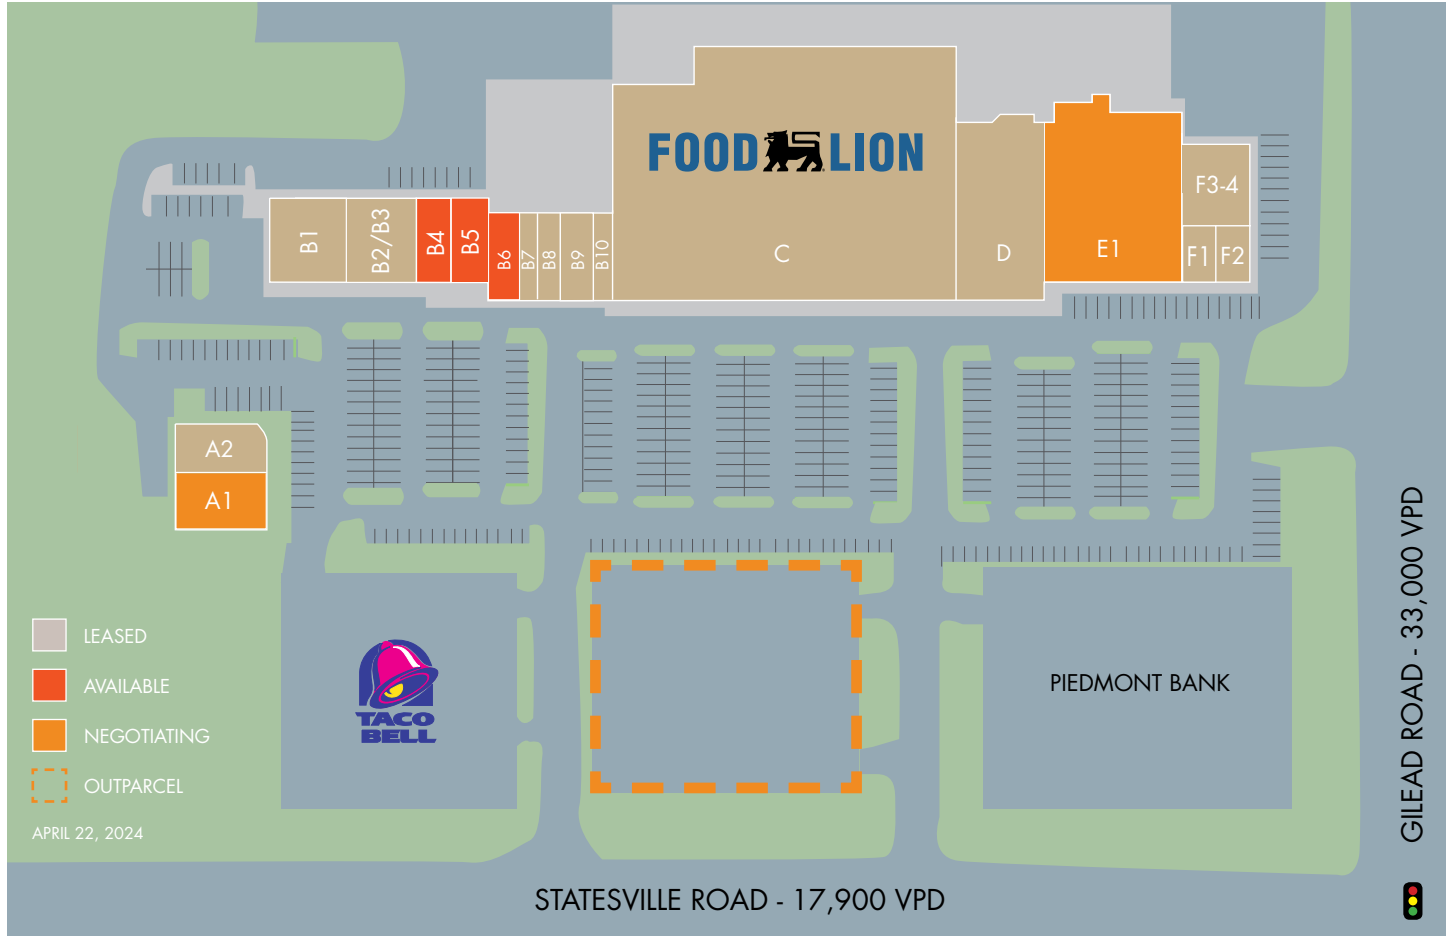 FOOD LION
F3-4
B1
B2/B3
B4
B5
B6
B7
B8
B9
B10
C
D
E1
F1
F2
A2
A1
LEASED
AVAILABLE
NEGOTIATING
OUTPARCEL
APRIL 22, 2024
TACO
BELL
PIEDMONT BANK
GILEAD ROAD - 33,000 VPD
STATESVILLE ROAD - 17,900 VPD